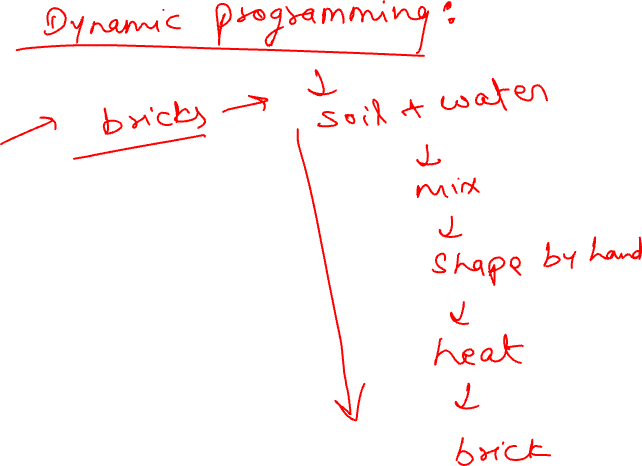 Dynamic programming:
bricks → soil + water
↓
mix
↓
shape by hand
↓
heat
↓
brick